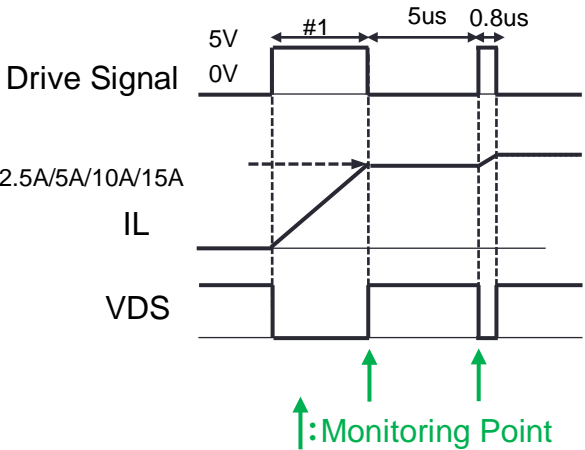 #1
5us
0.8us
5V
0V
Drive Signal
2.5A/5A/10A/15A
IL
VDS
:Monitoring Point